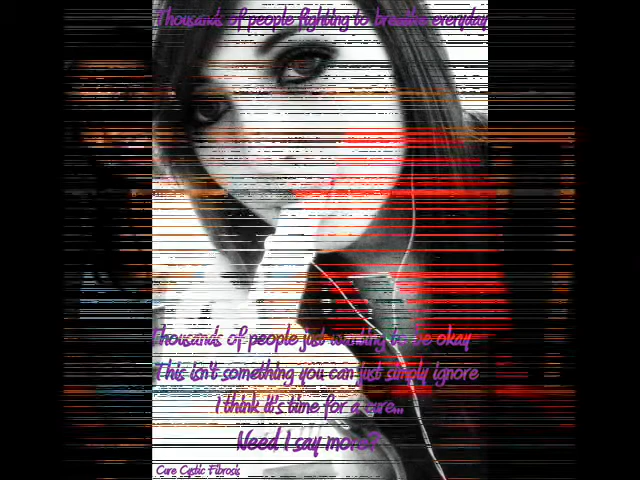 Thousands of people fighting to breathe everyday
Thousands of people just wanting to be okay
This isn't something you can just simply ignore
I think it's time for a cure...
Need I say more?
Cure Cystic Fibrosis